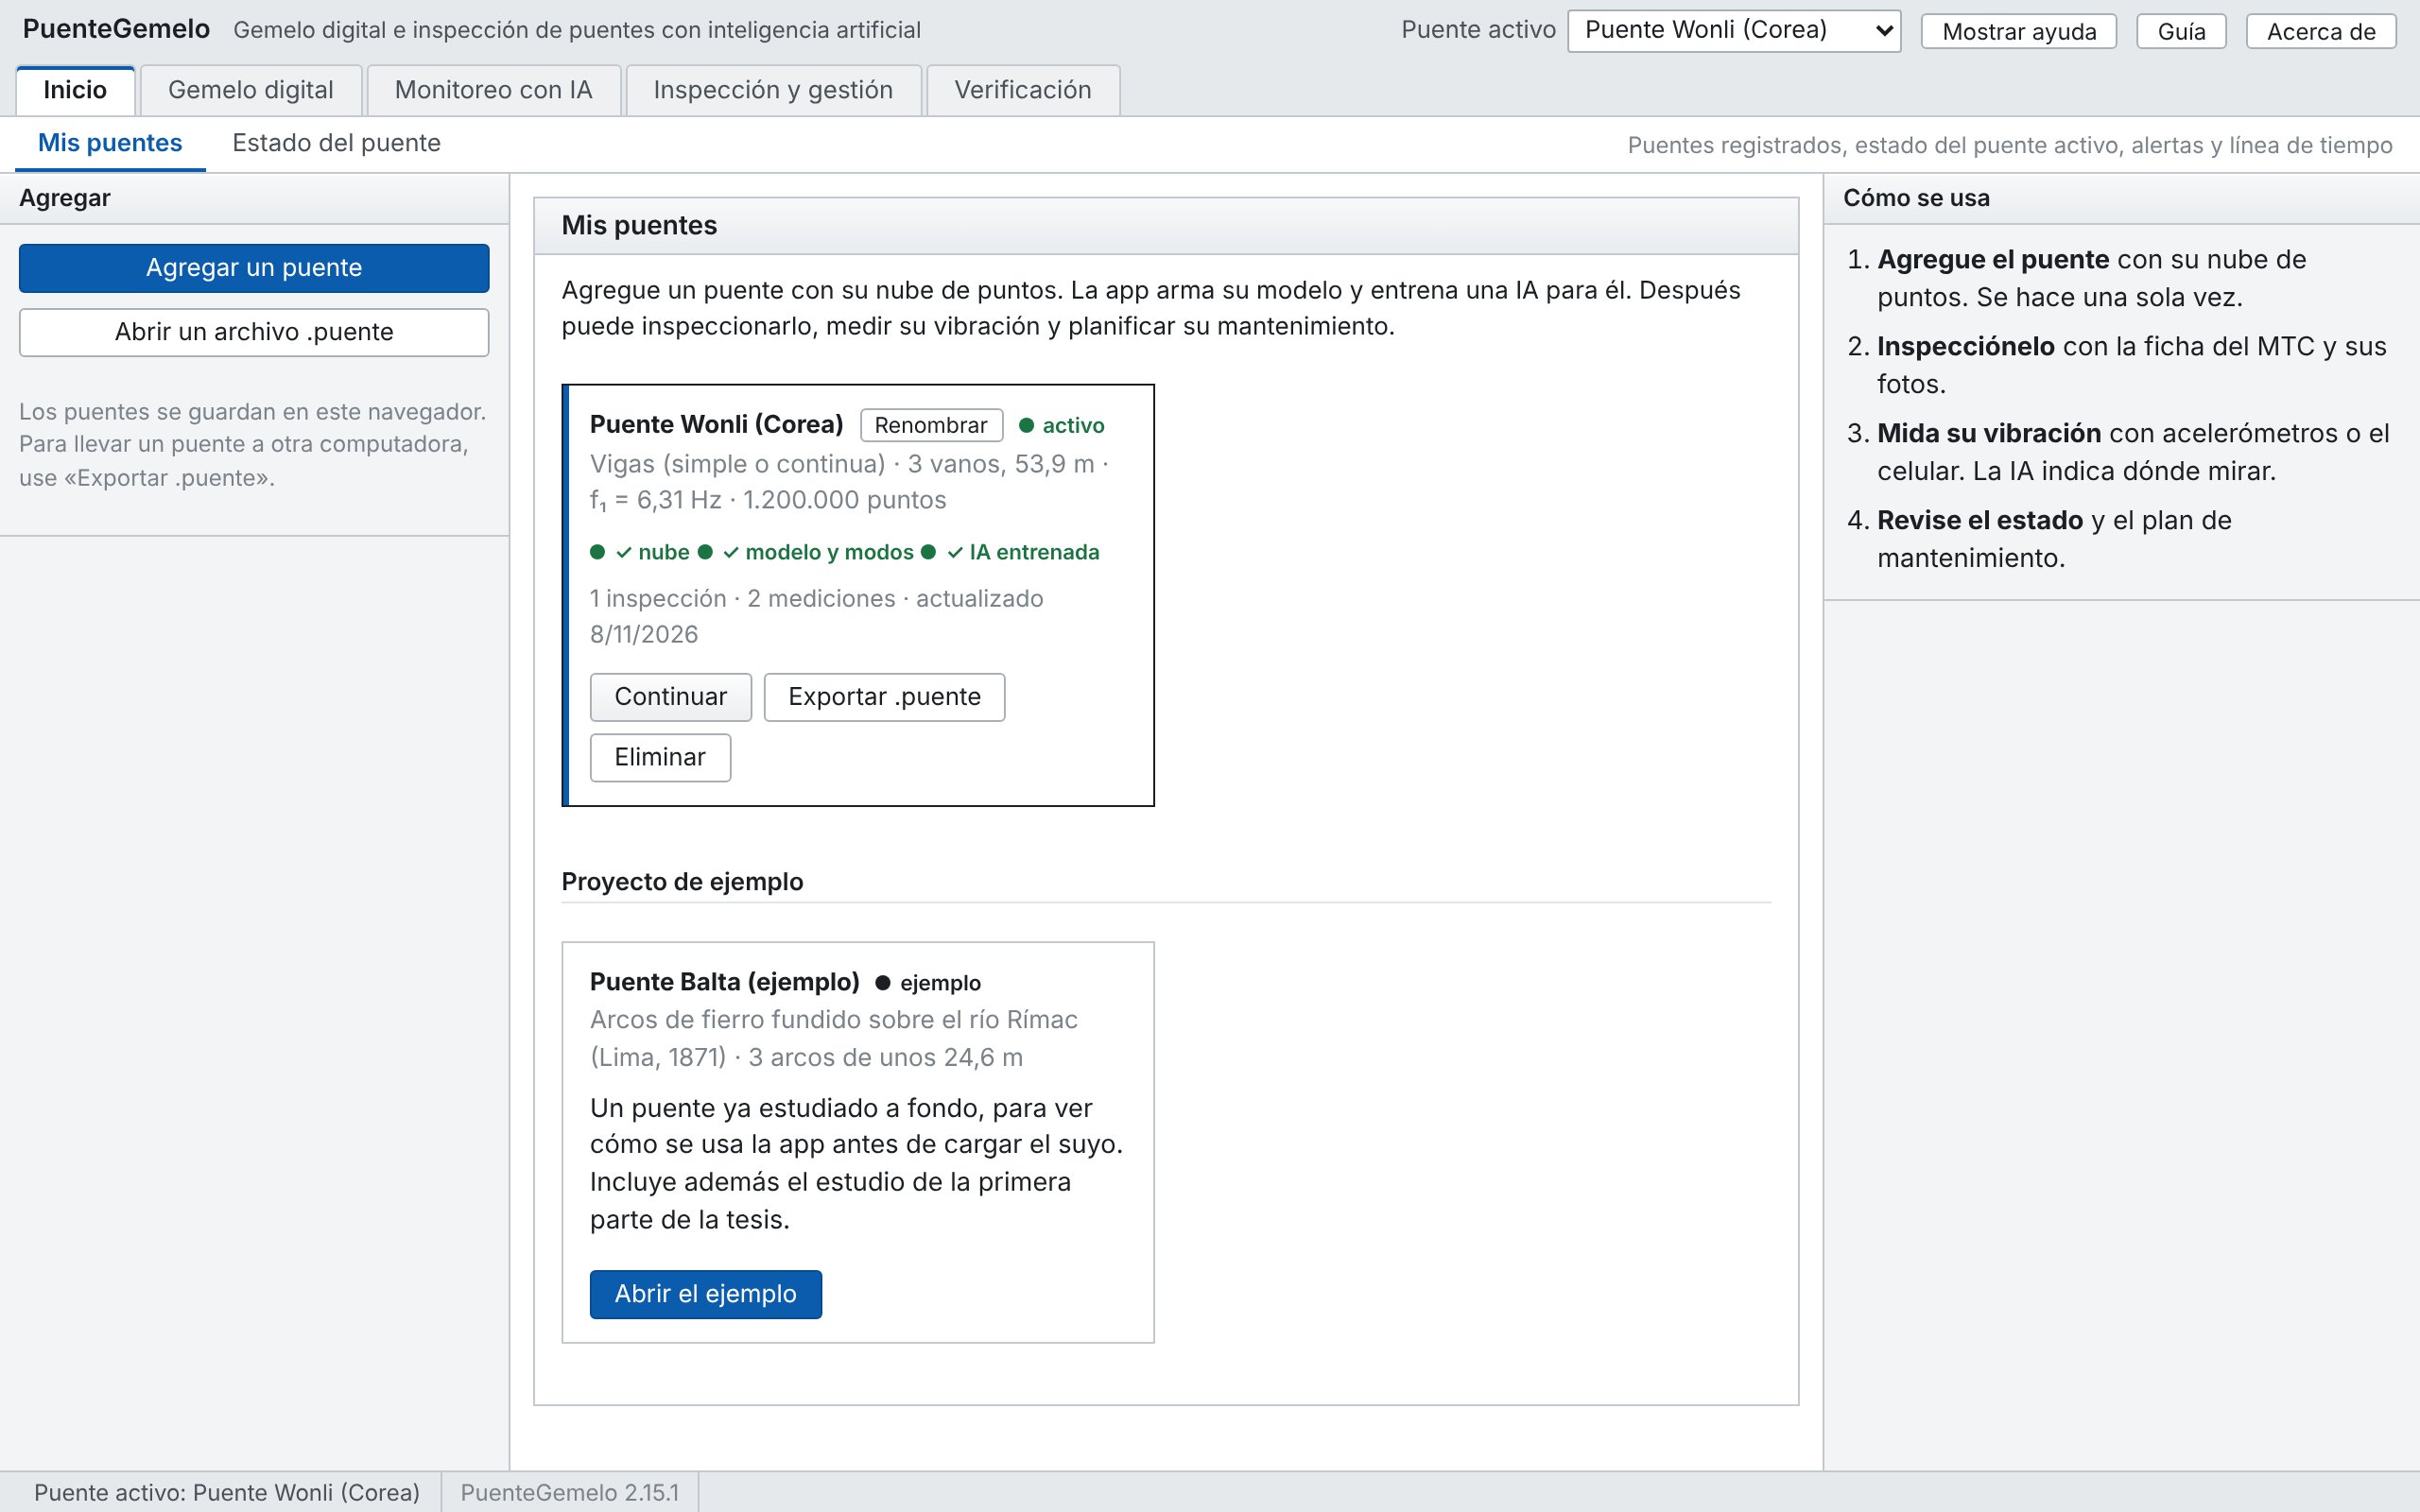 PuenteGemelo Gemelo digital e inspección de puentes con inteligencia artificial
Puente activo Puente Wonli (Corea) Mostrar ayuda Guía Acerca de
Inicio Gemelo digital Monitoreo con IA Inspección y gestión Verificación
Mis puentes Estado del puente
Puentes registrados, estado del puente activo, alertas y línea de tiempo
Agregar
Agregar un puente
Abrir un archivo .puente
Los puentes se guardan en este navegador.
Para llevar un puente a otra computadora,
use «Exportar .puente».
Mis puentes
Agregue un puente con su nube de puntos. La app arma su modelo y entrena una IA para él. Después
puede inspeccionarlo, medir su vibración y planificar su mantenimiento.
Puente Wonli (Corea) Renombrar ● activo
Vigas (simple o continua) · 3 vanos, 53,9 m ·
f₁ = 6,31 Hz · 1.200.000 puntos
● ✓ nube ● ✓ modelo y modos ● ✓ IA entrenada
1 inspección · 2 mediciones · actualizado
8/11/2026
Continuar Exportar .puente
Eliminar
Proyecto de ejemplo
Puente Balta (ejemplo) ● ejemplo
Arcos de fierro fundido sobre el río Rímac
(Lima, 1871) · 3 arcos de unos 24,6 m
Un puente ya estudiado a fondo, para ver
cómo se usa la app antes de cargar el suyo.
Incluye además el estudio de la primera
parte de la tesis.
Abrir el ejemplo
Cómo se usa
1. Agregue el puente con su nube de
puntos. Se hace una sola vez.
2. Inspecciónelo con la ficha del MTC y sus
fotos.
3. Mida su vibración con acelerómetros o el
celular. La IA indica dónde mirar.
4. Revise el estado y el plan de
mantenimiento.
Puente activo: Puente Wonli (Corea) PuenteGemelo 2.15.1